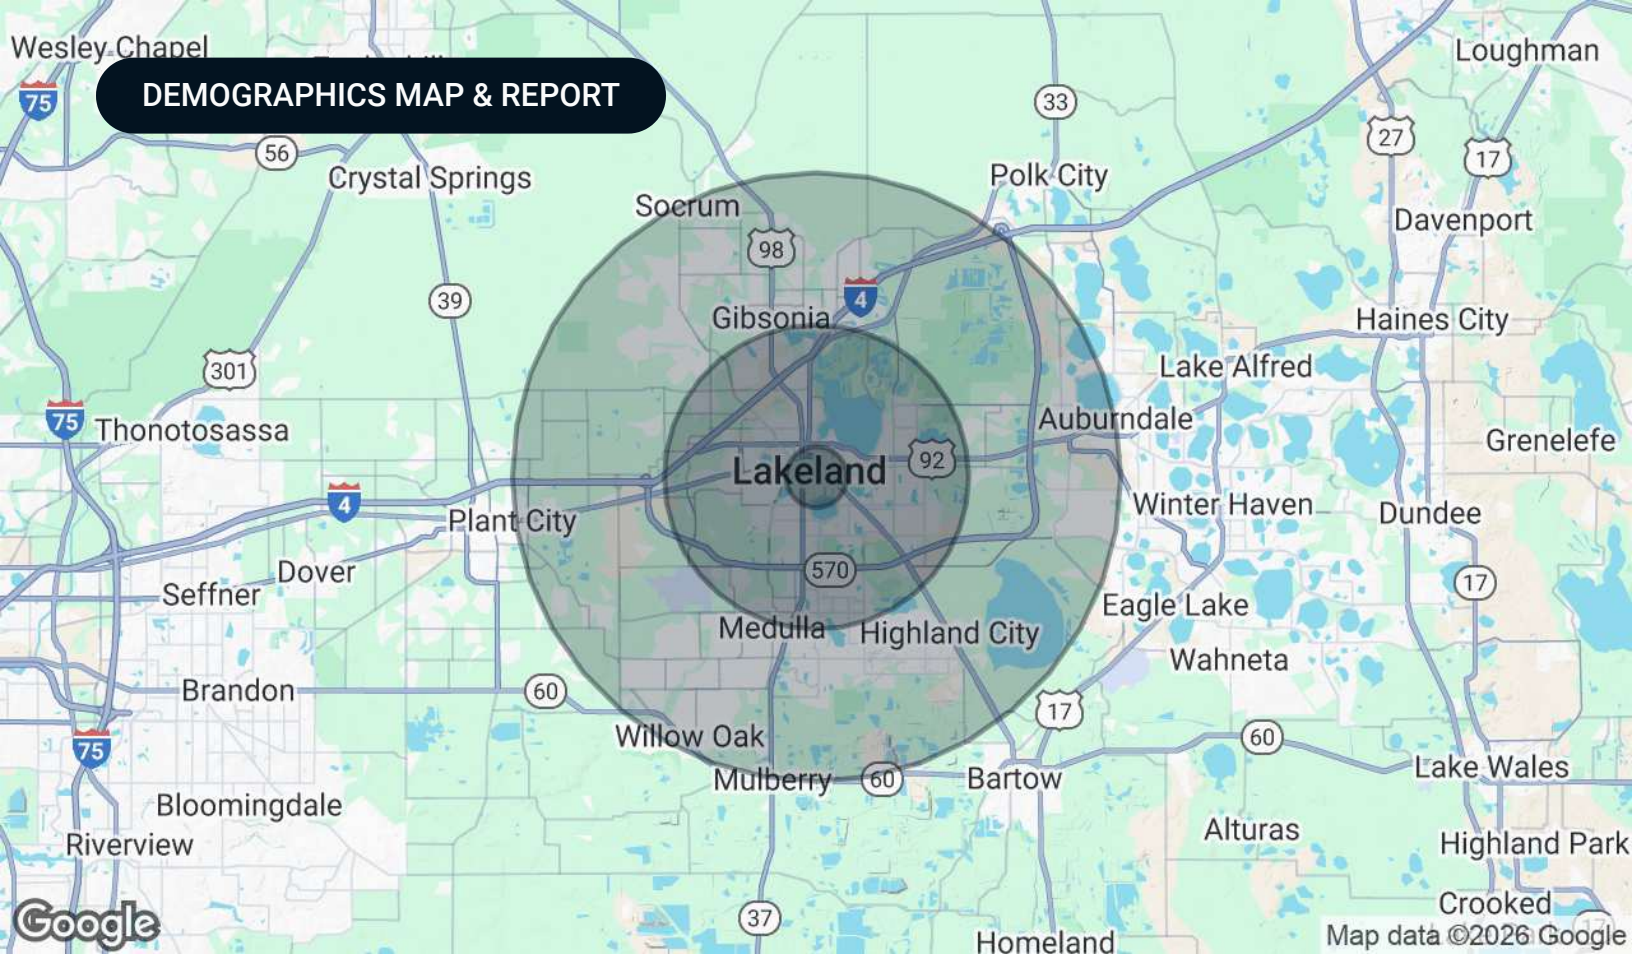 Wesley Chapel
Loughman
75
DEMOGRAPHICS MAP & REPORT
33
27
17
56
Crystal Springs
Polk City
Socrum
Davenport
98
39
4
Gibsonia
Haines City
301
Lake Alfred
75
Thonotosassa
Auburndale
Grenelefe
Lakeland
92
4
Plant City
Winter Haven
Dundee
Dover
570
Seffner
17
Eagle Lake
Medulla
Highland City
Wahneta
Brandon
60
17
Willow Oak
60
75
Mulberry
60
Bartow
Lake Wales
Bloomingdale
Alturas
Riverview
Highland Park
Crooked
37
Google
Homeland
Map data ©2026 Google